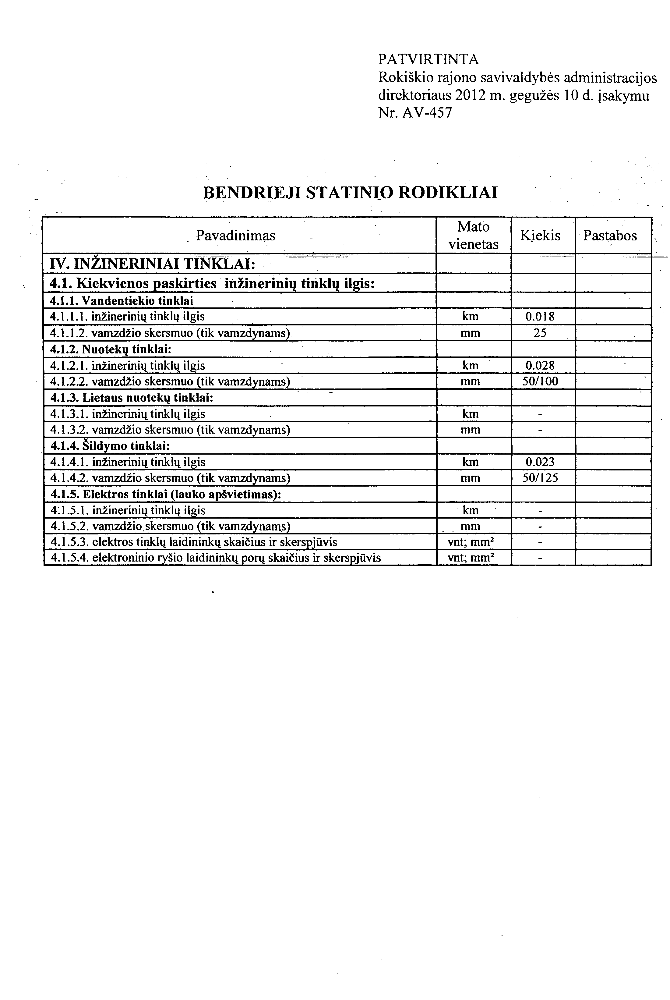 PATVIRTINTA
Rokiškio rajono savivaldybės administracijos
direktoriaus 2012 m. gegužės 10 d. įsakymu
Nr. AV-457
BENDRIEJI STATINIO RODIKLIAI
Pavadinimas Mato vienetas Kiekis Pastabos
IV. INŽINERINIAI TINKLAI:
4.1. Kiekvienos paskirties inžinerinių tinklų ilgis:
4.1.1. Vandentiekio tinklai
4.1.1.1. inžinerinių tinklų ilgis km 0.018
4.1.1.2. vamzdžio skersmuo (tik vamzdynams) mm 25
4.1.2. Nuotekų tinklai:
4.1.2.1. inžinerinių tinklų ilgis km 0.028
4.1.2.2. vamzdžio skersmuo (tik vamzdynams) mm 50/100
4.1.3. Lietaus nuotekų tinklai:
4.1.3.1. inžinerinių tinklų ilgis km -
4.1.3.2. vamzdžio skersmuo (tik vamzdynams) mm -
4.1.4. Šildymo tinklai:
4.1.4.1. inžinerinių tinklų ilgis km 0.023
4.1.4.2. vamzdžio skersmuo (tik vamzdynams) mm 50/125
4.1.5. Elektros tinklai (lauko apšvietimas):
4.1.5.1. inžinerinių tinklų ilgis km -
4.1.5.2. vamzdžio skersmuo (tik vamzdynams) mm -
4.1.5.3. elektros tinklų laidininkų skaičius ir skerspjūvis vnt; mm² -
4.1.5.4. elektroninio ryšio laidininkų porų skaičius ir skerspjūvis vnt; mm² -